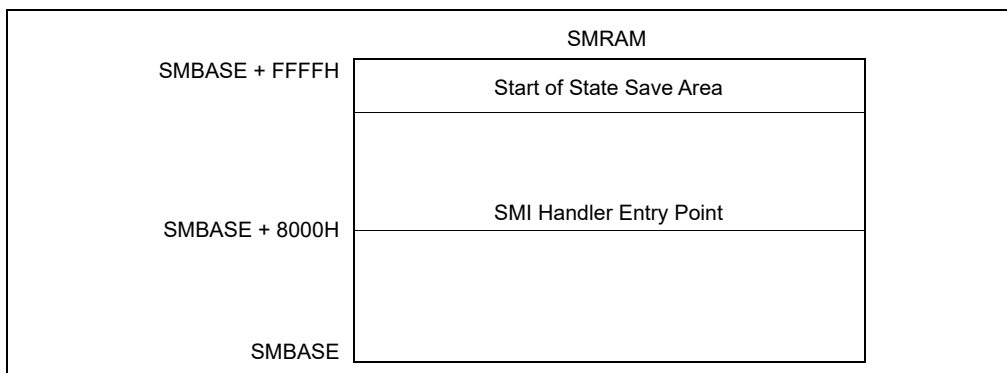 SMRAM
SMBASE + FFFFH
Start of State Save Area
SMI Handler Entry Point
SMBASE + 8000H
SMBASE